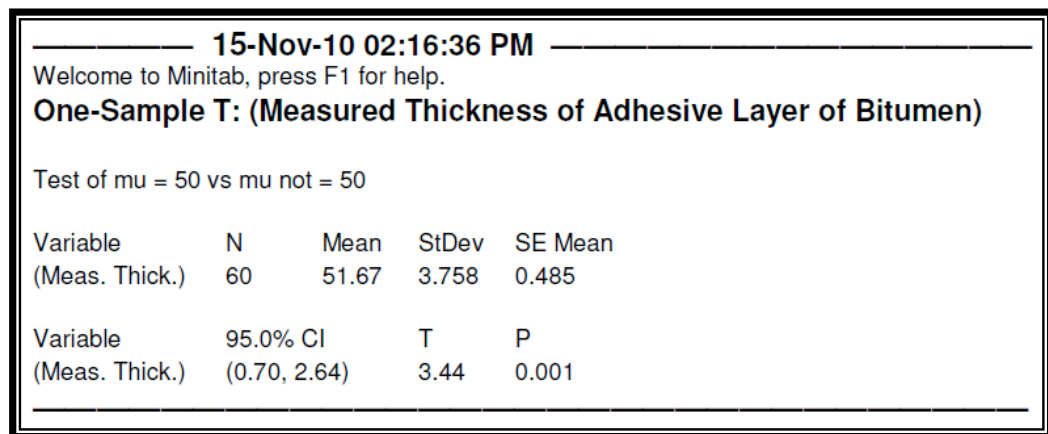 15-Nov-10 02:16:36 PM
Welcome to Minitab, press F1 for help.
One-Sample T: (Measured Thickness of Adhesive Layer of Bitumen)
Test of mu = 50 vs mu not = 50
Variable N Mean StDev SE Mean
(Meas. Thick.) 60 51.67 3.758 0.485
Variable 95.0% CI T P
(Meas. Thick.) (0.70, 2.64) 3.44 0.001